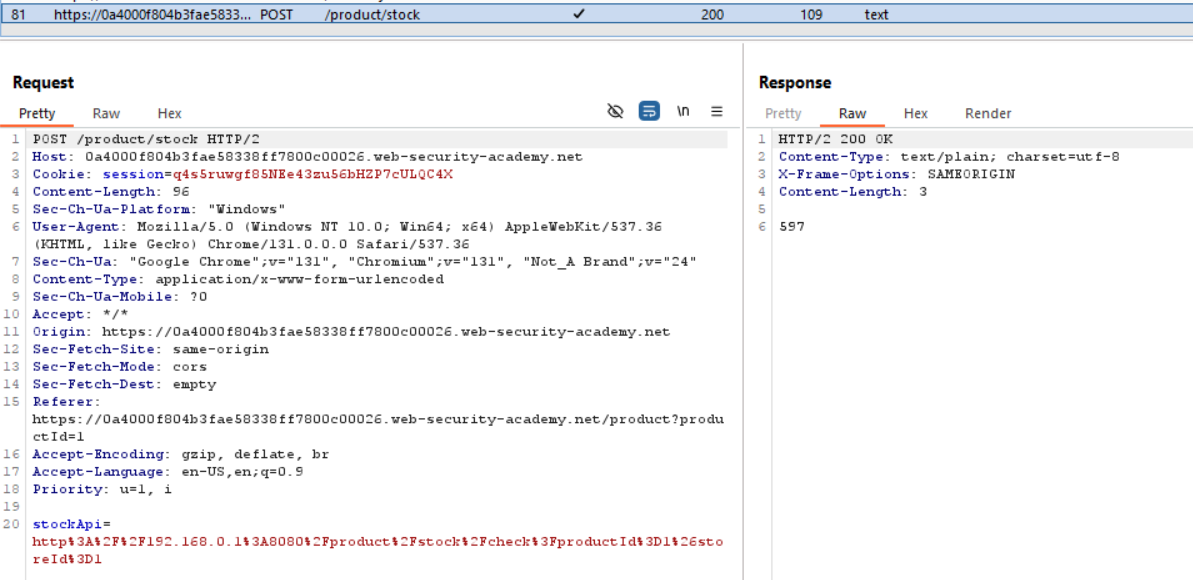 81 https://0a4000f804b3fae5833... POST /product/stock ✓ 200 109 text
Request
Pretty Raw Hex \n
1 POST /product/stock HTTP/2
2 Host: 0a4000f804b3fae58338ff7800c00026.web-security-academy.net
3 Cookie: session=q4s5ruwgf85NEe43zu56bHZP7cULQC4X
4 Content-Length: 96
5 Sec-Ch-Ua-Platform: "Windows"
6 User-Agent: Mozilla/5.0 (Windows NT 10.0; Win64; x64) AppleWebKit/537.36
(KHTML, like Gecko) Chrome/131.0.0.0 Safari/537.36
7 Sec-Ch-Ua: "Google Chrome";v="131", "Chromium";v="131", "Not_A Brand";v="24"
8 Content-Type: application/x-www-form-urlencoded
9 Sec-Ch-Ua-Mobile: ?0
10 Accept: */*
11 Origin: https://0a4000f804b3fae58338ff7800c00026.web-security-academy.net
12 Sec-Fetch-Site: same-origin
13 Sec-Fetch-Mode: cors
14 Sec-Fetch-Dest: empty
15 Referer:
https://0a4000f804b3fae58338ff7800c00026.web-security-academy.net/product?produ
ctId=1
16 Accept-Encoding: gzip, deflate, br
17 Accept-Language: en-US,en;q=0.9
18 Priority: u=1, i
19
20 stockApi=
http%3A%2F%2F192.168.0.1%3A8080%2Fproduct%2Fstock%2Fcheck%3FproductId%3D1%26sto
reId%3D1
Response
Pretty Raw Hex Render
1 HTTP/2 200 OK
2 Content-Type: text/plain; charset=utf-8
3 X-Frame-Options: SAMEORIGIN
4 Content-Length: 3
5
6 597